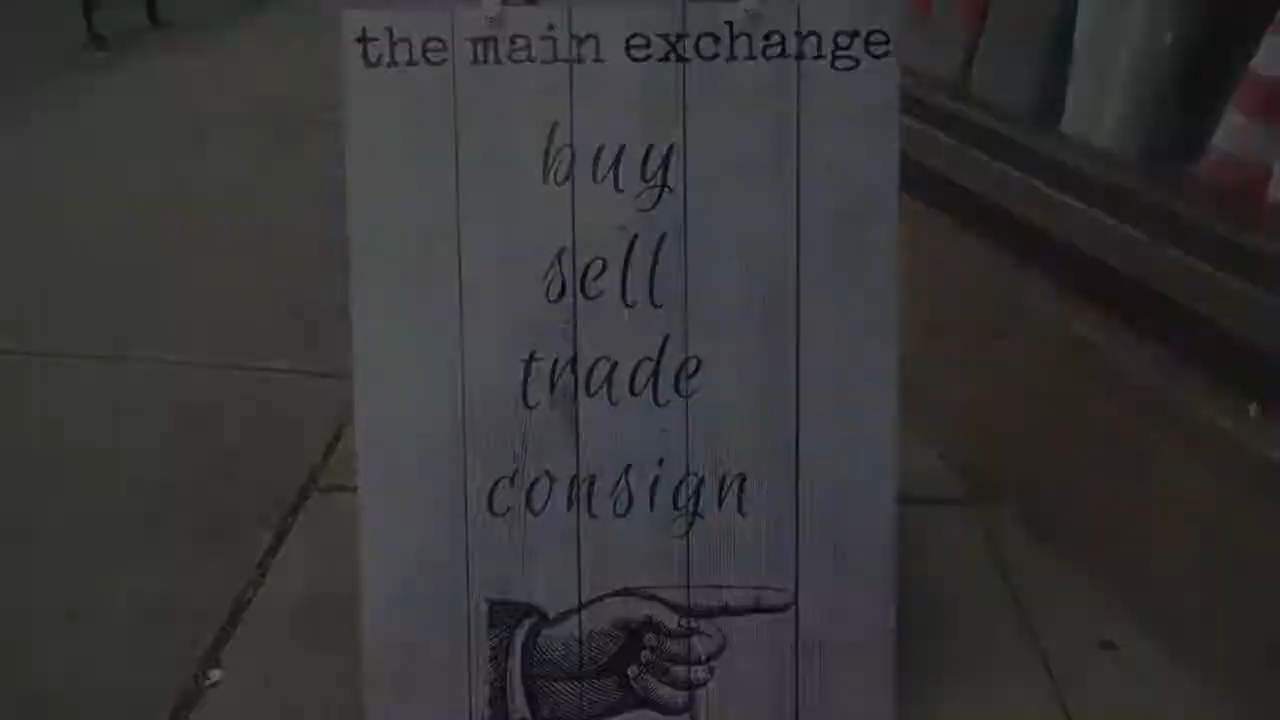 the main exchange
buy
sell
trade
consign